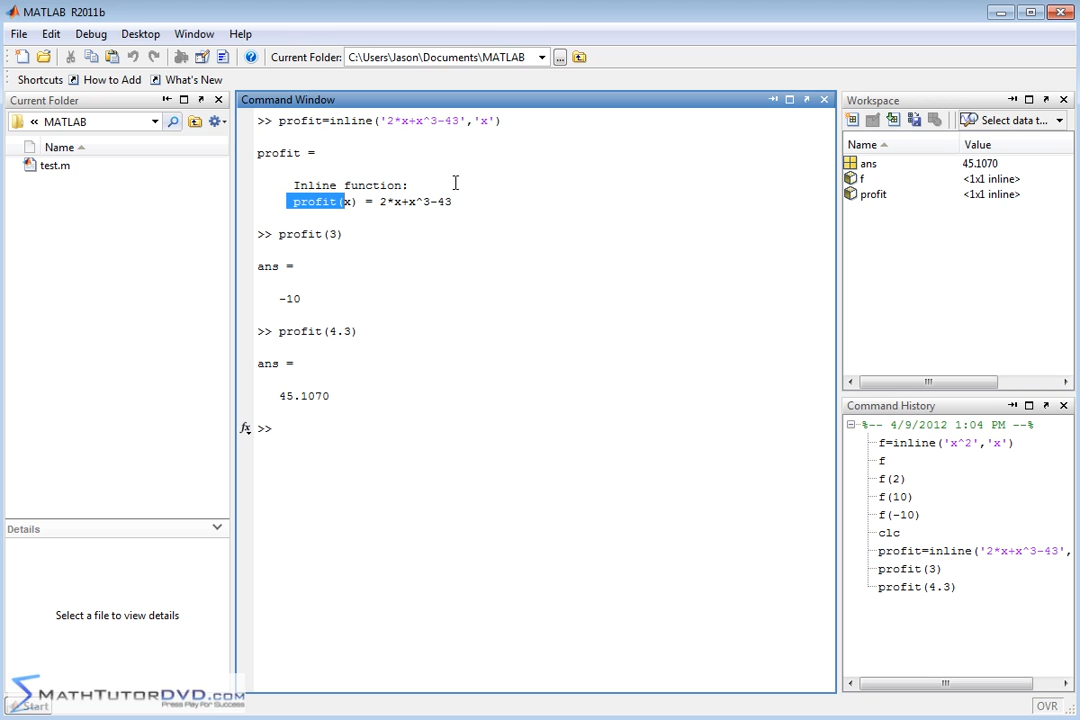 MATLAB R2011b
File Edit Debug Desktop Window Help
Current Folder: C:\Users\Jason\Documents\MATLAB ...
Shortcuts How to Add What's New
Current Folder
« MATLAB
Name
test.m
Details
Select a file to view details
MathTutorDVD.com
Press Play For Success
Start
Command Window
>> profit=inline('2*x+x^3-43','x')
profit =
Inline function:
profit(x) = 2*x+x^3-43
>> profit(3)
ans =
-10
>> profit(4.3)
ans =
45.1070
fx >>
Workspace
Select data t...
Name Value
ans 45.1070
f <1x1 inline>
profit <1x1 inline>
Command History
%-- 4/9/2012 1:04 PM --%
f=inline('x^2','x')
f
f(2)
f(10)
f(-10)
clc
profit=inline('2*x+x^3-43',
profit(3)
profit(4.3)
OVR